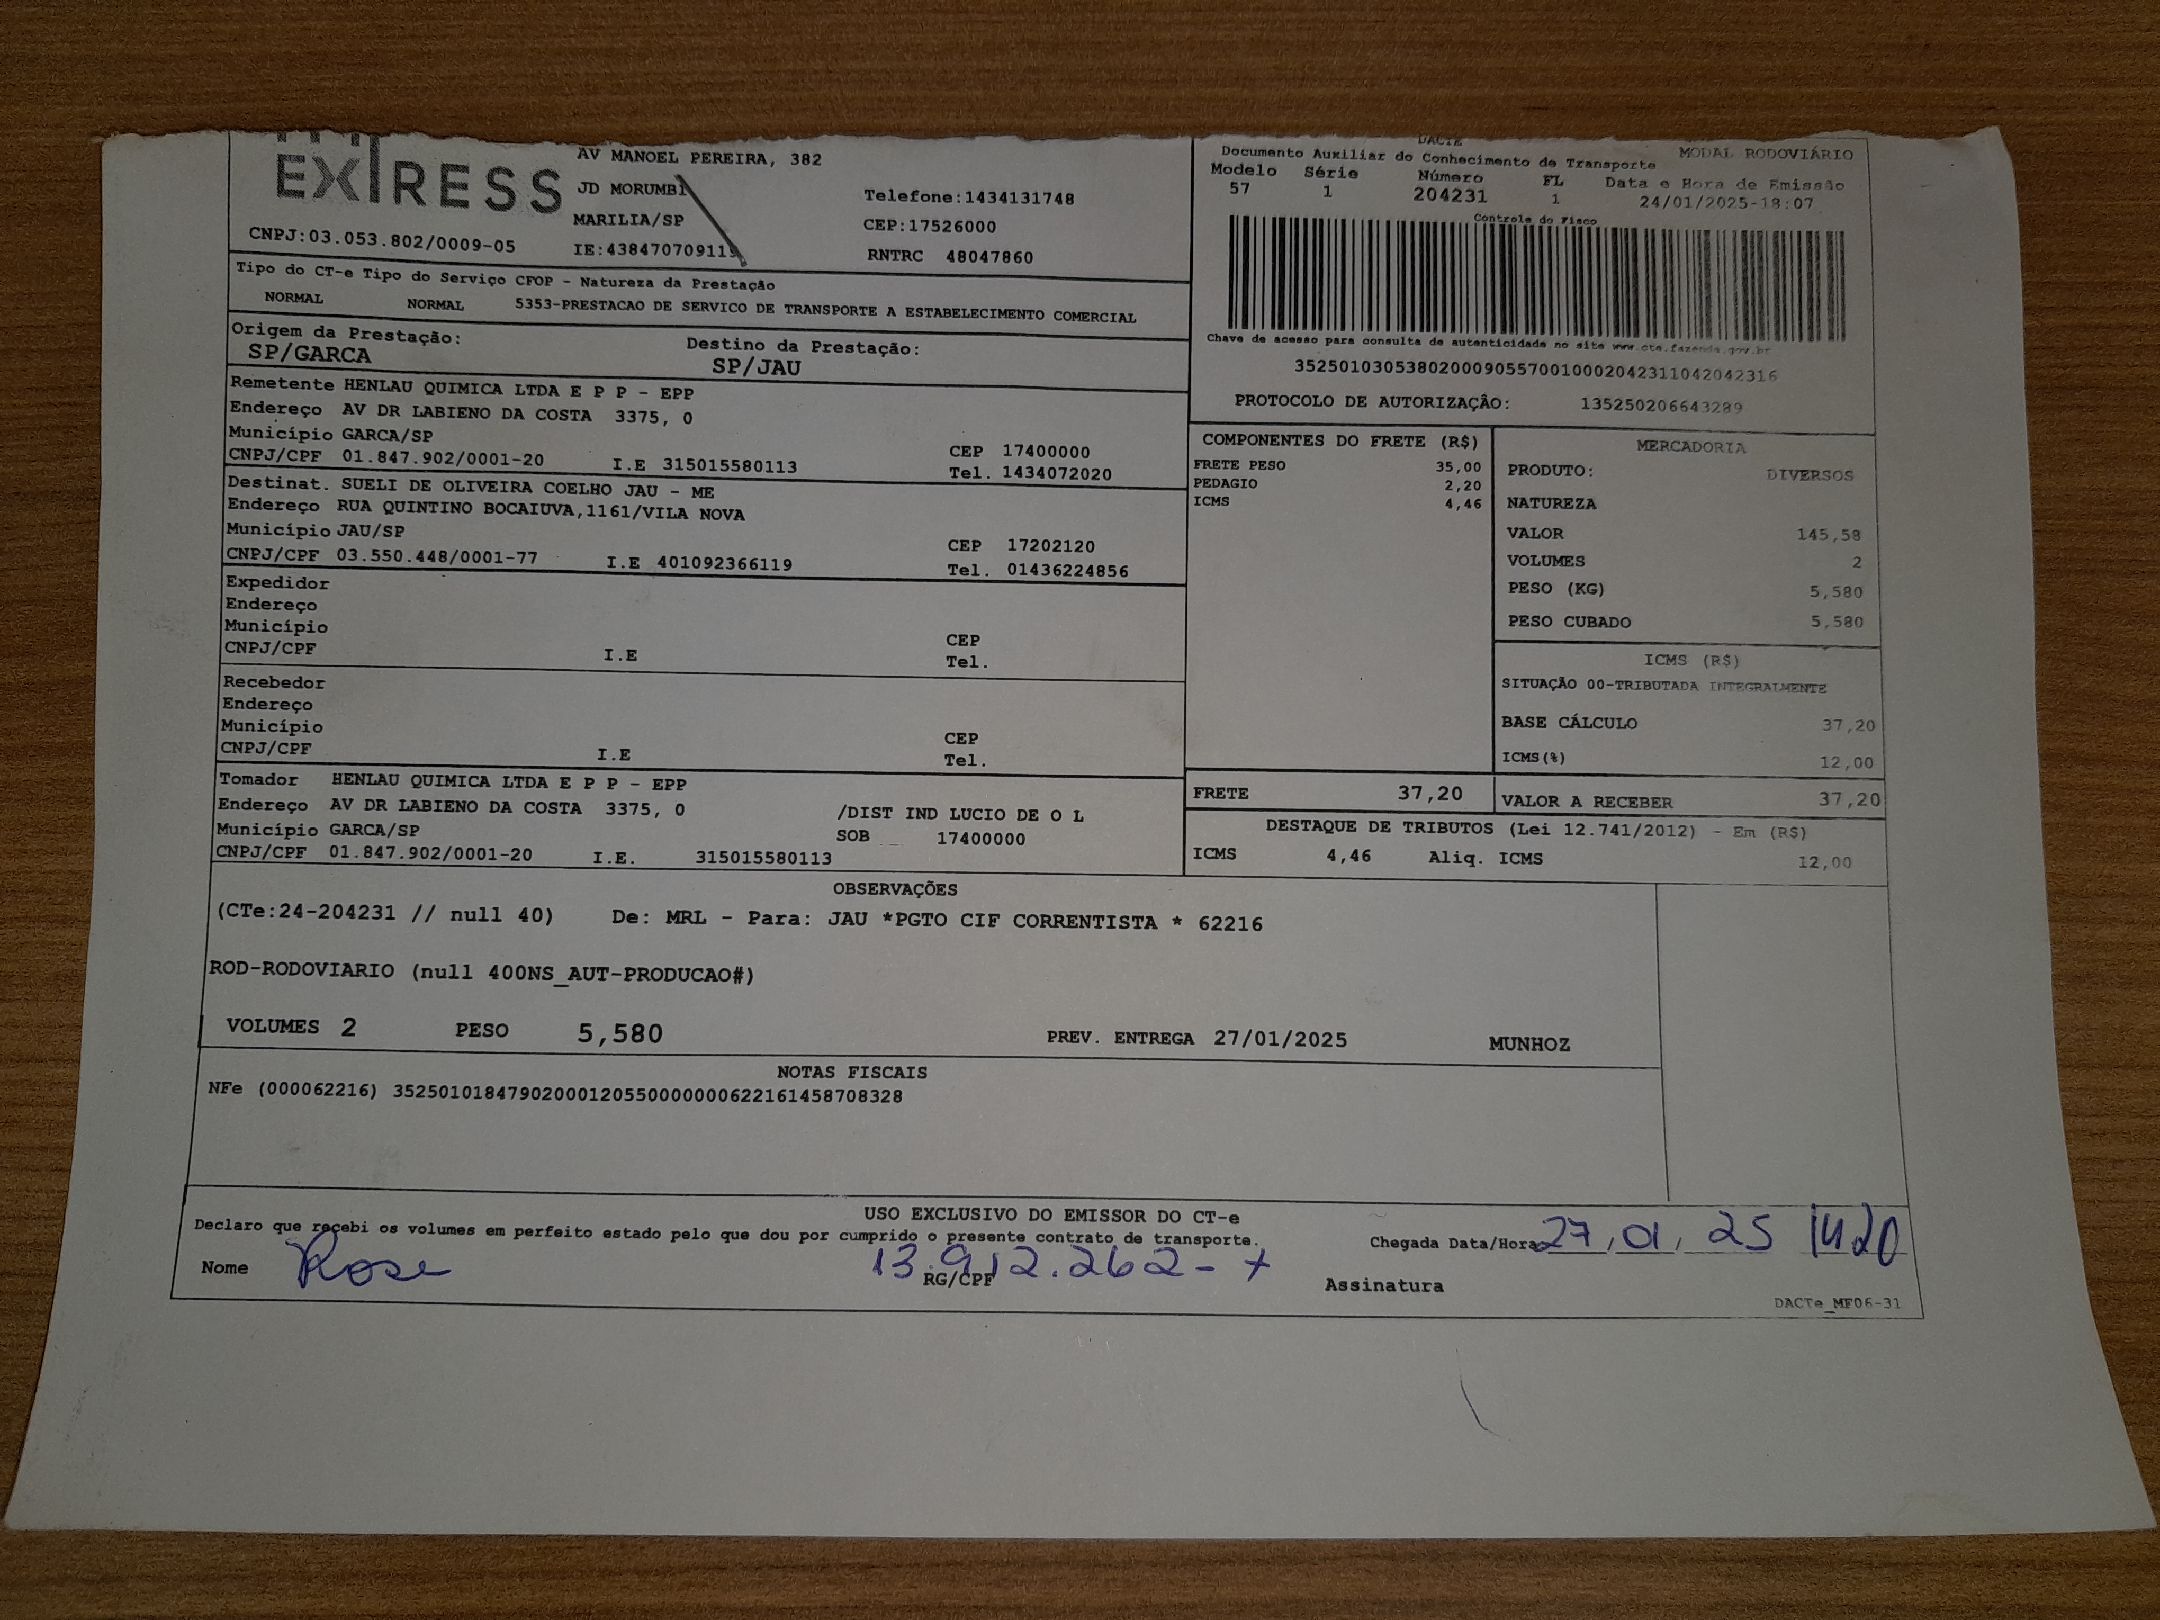 EXPRESS
AV MANOEL PEREIRA, 382
JD MORUMBI
MARILIA/SP
CNPJ:03.053.802/0009-05
IE:438470709119
Telefone:1434131748
CEP:17526000
RNTRC 48047860
DACTE
Documento Auxiliar do Conhecimento de Transporte MODAL RODOVIÁRIO
Modelo Série Número FL Data e Hora de Emissão
57 1 204231 1 24/01/2025-18:07
Controle do Fisco
Chave de acesso para consulta de autenticidade no site www.cte.fazenda.gov.br
35250103053802000905570010002042311042042316
PROTOCOLO DE AUTORIZAÇÂO: 135250206643289
Tipo do CT-e Tipo do Serviço CFOP - Natureza da Prestação
NORMAL NORMAL 5353-PRESTACAO DE SERVICO DE TRANSPORTE A ESTABELECIMENTO COMERCIAL
Origem da Prestação: Destino da Prestação:
SP/GARCA SP/JAU
Remetente HENLAU QUIMICA LTDA E P P - EPP
Endereço AV DR LABIENO DA COSTA 3375, 0
Município GARCA/SP CEP 17400000
CNPJ/CPF 01.847.902/0001-20 I.E 315015580113 Tel. 1434072020
Destinat. SUELI DE OLIVEIRA COELHO JAU - ME
Endereço RUA QUINTINO BOCAIUVA,1161/VILA NOVA
Município JAU/SP CEP 17202120
CNPJ/CPF 03.550.448/0001-77 I.E 401092366119 Tel. 01436224856
Expedidor
Endereço
Município CEP
CNPJ/CPF I.E Tel.
Recebedor
Endereço
Município CEP
CNPJ/CPF I.E Tel.
Tomador HENLAU QUIMICA LTDA E P P - EPP
Endereço AV DR LABIENO DA COSTA 3375, 0 /DIST IND LUCIO DE O L
Município GARCA/SP SOB 17400000
CNPJ/CPF 01.847.902/0001-20 I.E. 315015580113
COMPONENTES DO FRETE (R$)
FRETE PESO 35,00
PEDAGIO 2,20
ICMS 4,46
MERCADORIA
PRODUTO: DIVERSOS
NATUREZA
VALOR 145,58
VOLUMES 2
PESO (KG) 5,580
PESO CUBADO 5,580
ICMS (R$)
SITUAÇÃO 00-TRIBUTADA INTEGRALMENTE
BASE CÁLCULO 37,20
ICMS(%) 12,00
FRETE 37,20 VALOR A RECEBER 37,20
DESTAQUE DE TRIBUTOS (Lei 12.741/2012) - Em (R$)
ICMS 4,46 Aliq. ICMS 12,00
OBSERVAÇÕES
(CTe:24-204231 // null 40) De: MRL - Para: JAU *PGTO CIF CORRENTISTA * 62216
ROD-RODOVIARIO (null 400NS_AUT-PRODUCAO#)
VOLUMES 2 PESO 5,580 PREV. ENTREGA 27/01/2025 MUNHOZ
NOTAS FISCAIS
NFe (000062216) 35250101847902000120550000000622161458708328
USO EXCLUSIVO DO EMISSOR DO CT-e
Declaro que recebi os volumes em perfeito estado pelo que dou por cumprido o presente contrato de transporte. Chegada Data/Hora 27,01,25 1420
Nome Rose 13.912.262-x RG/CPF Assinatura
DACTe_MF06-31